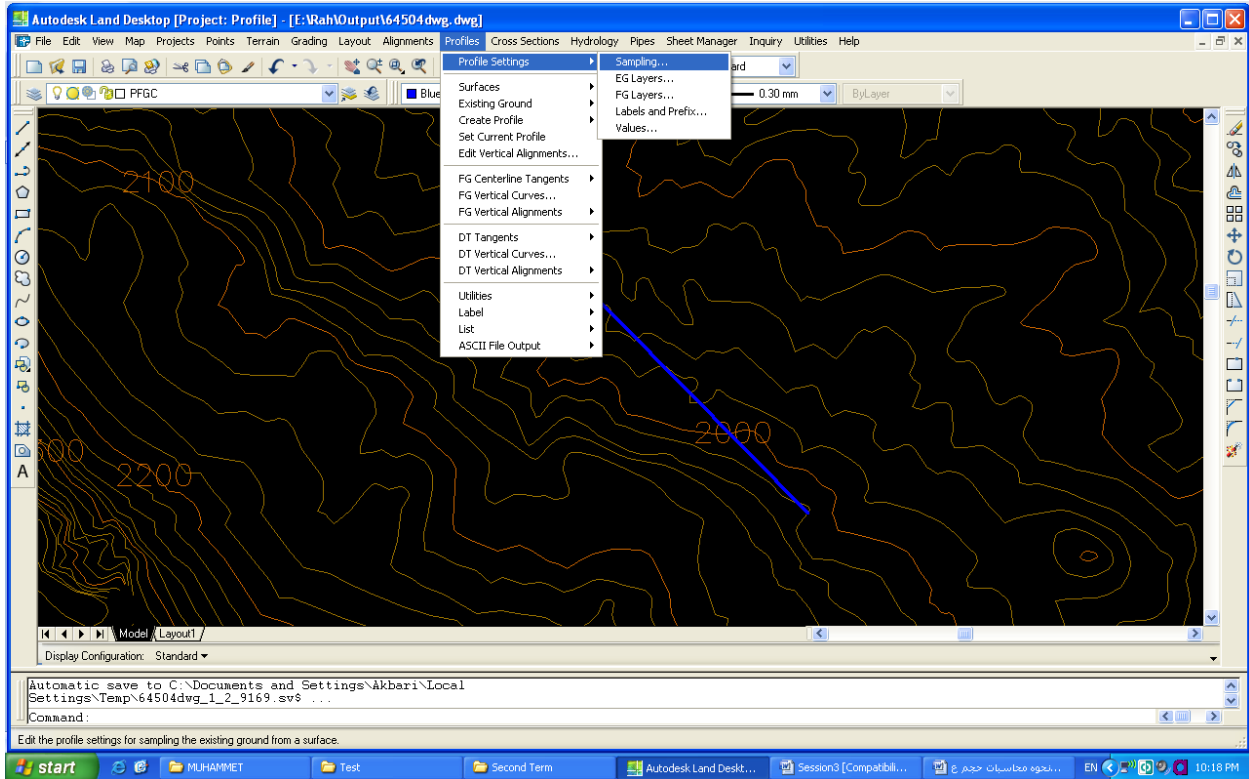 Autodesk Land Desktop [Project: Profile] - [E:\Rah\Output\64504dwg.dwg]
File Edit View Map Projects Points Terrain Grading Layout Alignments Profiles Cross Sections Hydrology Pipes Sheet Manager Inquiry Utilities Help
PFGC
Blue
ard
0.30 mm
ByLayer
Profile Settings
Surfaces
Existing Ground
Create Profile
Set Current Profile
Edit Vertical Alignments...
FG Centerline Tangents
FG Vertical Curves...
FG Vertical Alignments
DT Tangents
DT Vertical Curves...
DT Vertical Alignments
Utilities
Label
List
ASCII File Output
Sampling...
EG Layers...
FG Layers...
Labels and Prefix...
Values...
2100
2000
2200
A
Model Layout1
Display Configuration: Standard
Automatic save to C:\Documents and Settings\Akbari\Local
Settings\Temp\64504dwg_1_2_9169.sv$ ...
Command:
Edit the profile settings for sampling the existing ground from a surface.
start MUHAMMET Test Second Term Autodesk Land Deskt... Session3 [Compatibili... نحوه محاسبات حجم ع... EN 10:18 PM